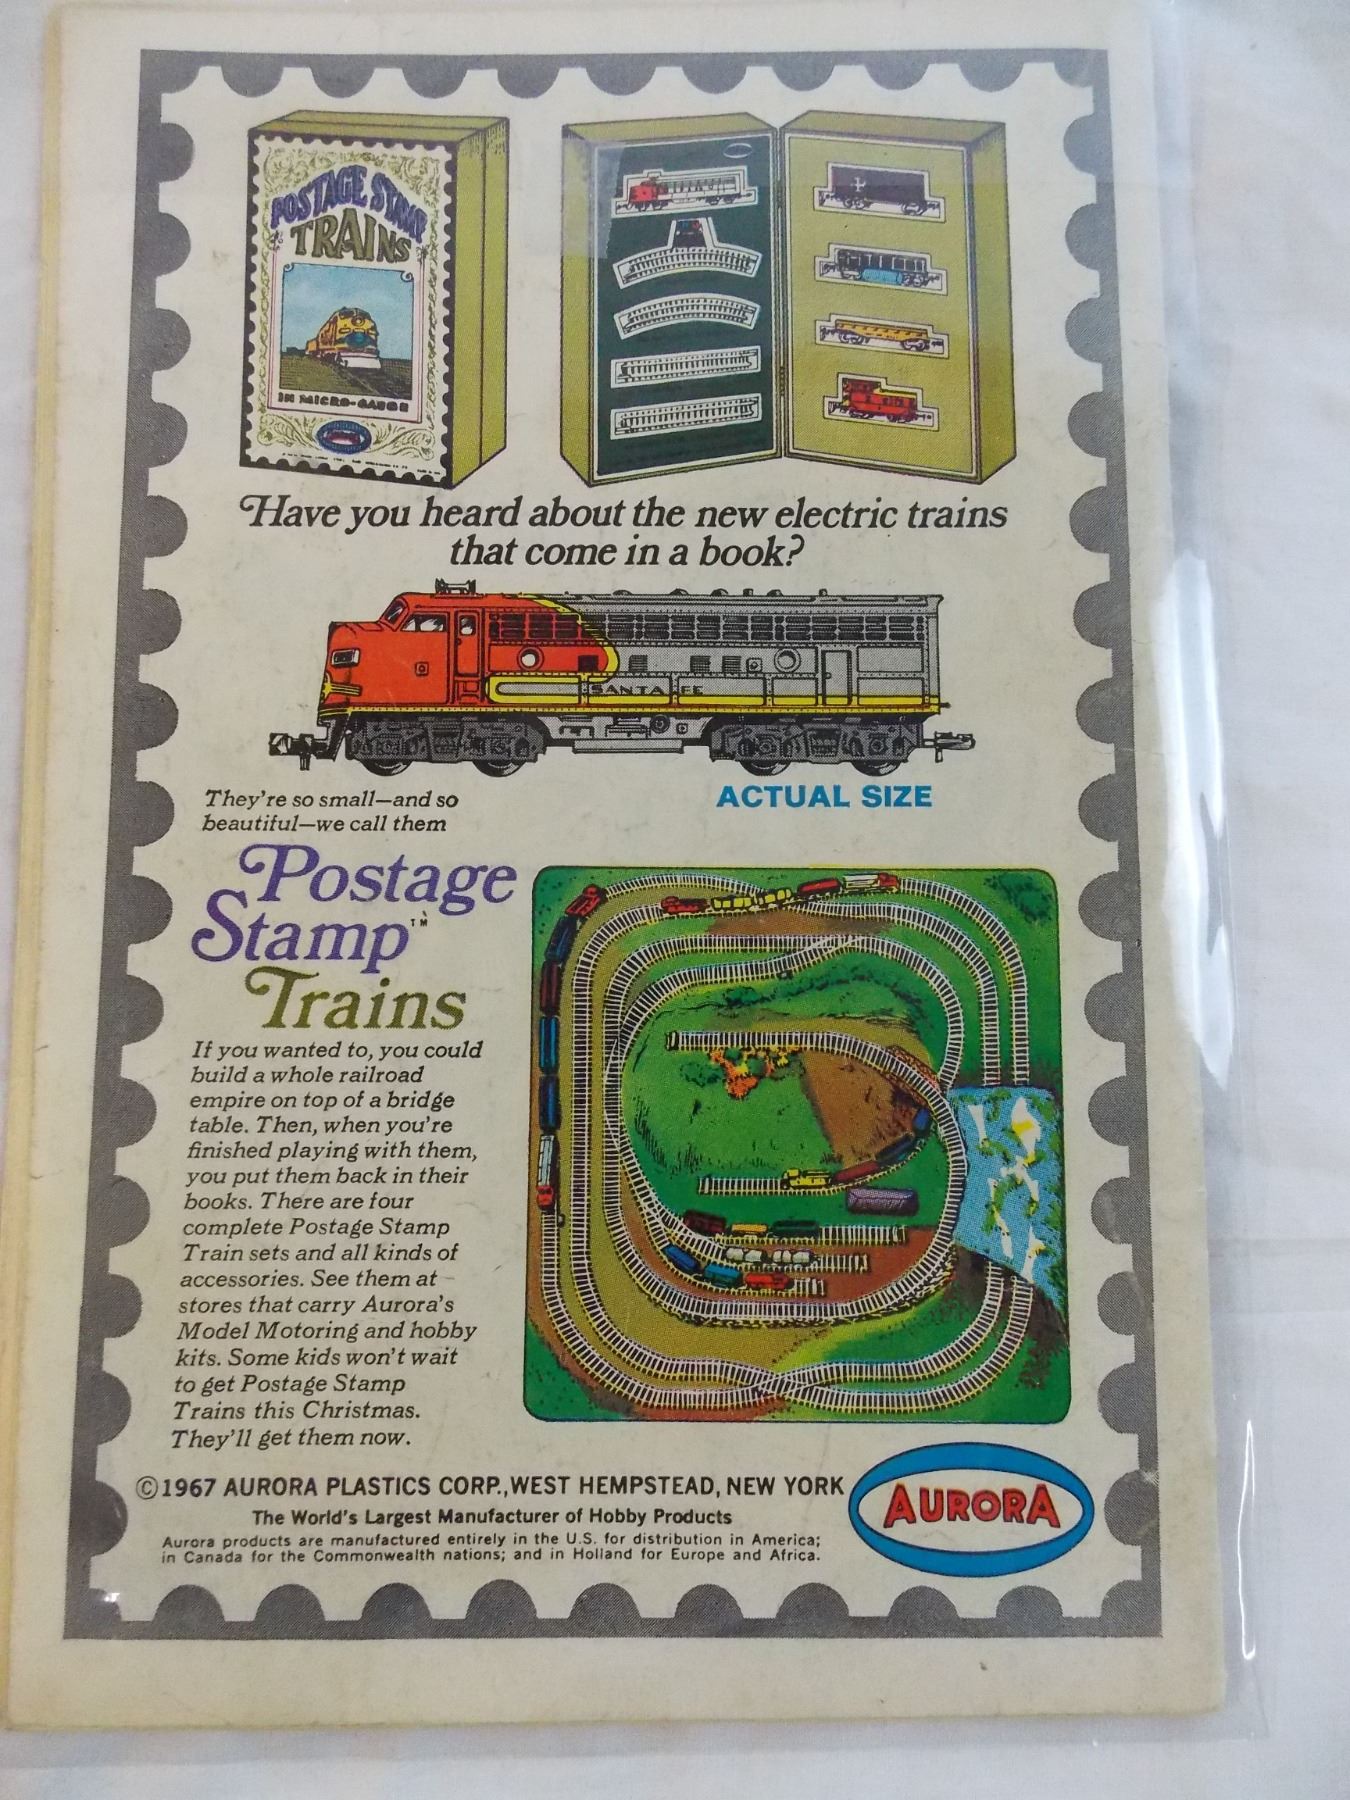 POSTAGE STAMP
TRAINS
IN MICRO-GAUGE
Have you heard about the new electric trains
that come in a book?
SANTA FE
ACTUAL SIZE
They're so small—and so
beautiful—we call them
Postage
Stamp™
Trains
If you wanted to, you could
build a whole railroad
empire on top of a bridge
table. Then, when you're
finished playing with them,
you put them back in their
books. There are four
complete Postage Stamp
Train sets and all kinds of
accessories. See them at
stores that carry Aurora's
Model Motoring and hobby
kits. Some kids won't wait
to get Postage Stamp
Trains this Christmas.
They'll get them now.
©1967 AURORA PLASTICS CORP., WEST HEMPSTEAD, NEW YORK
The World's Largest Manufacturer of Hobby Products
Aurora products are manufactured entirely in the U.S. for distribution in America;
in Canada for the Commonwealth nations; and in Holland for Europe and Africa.
AURORA